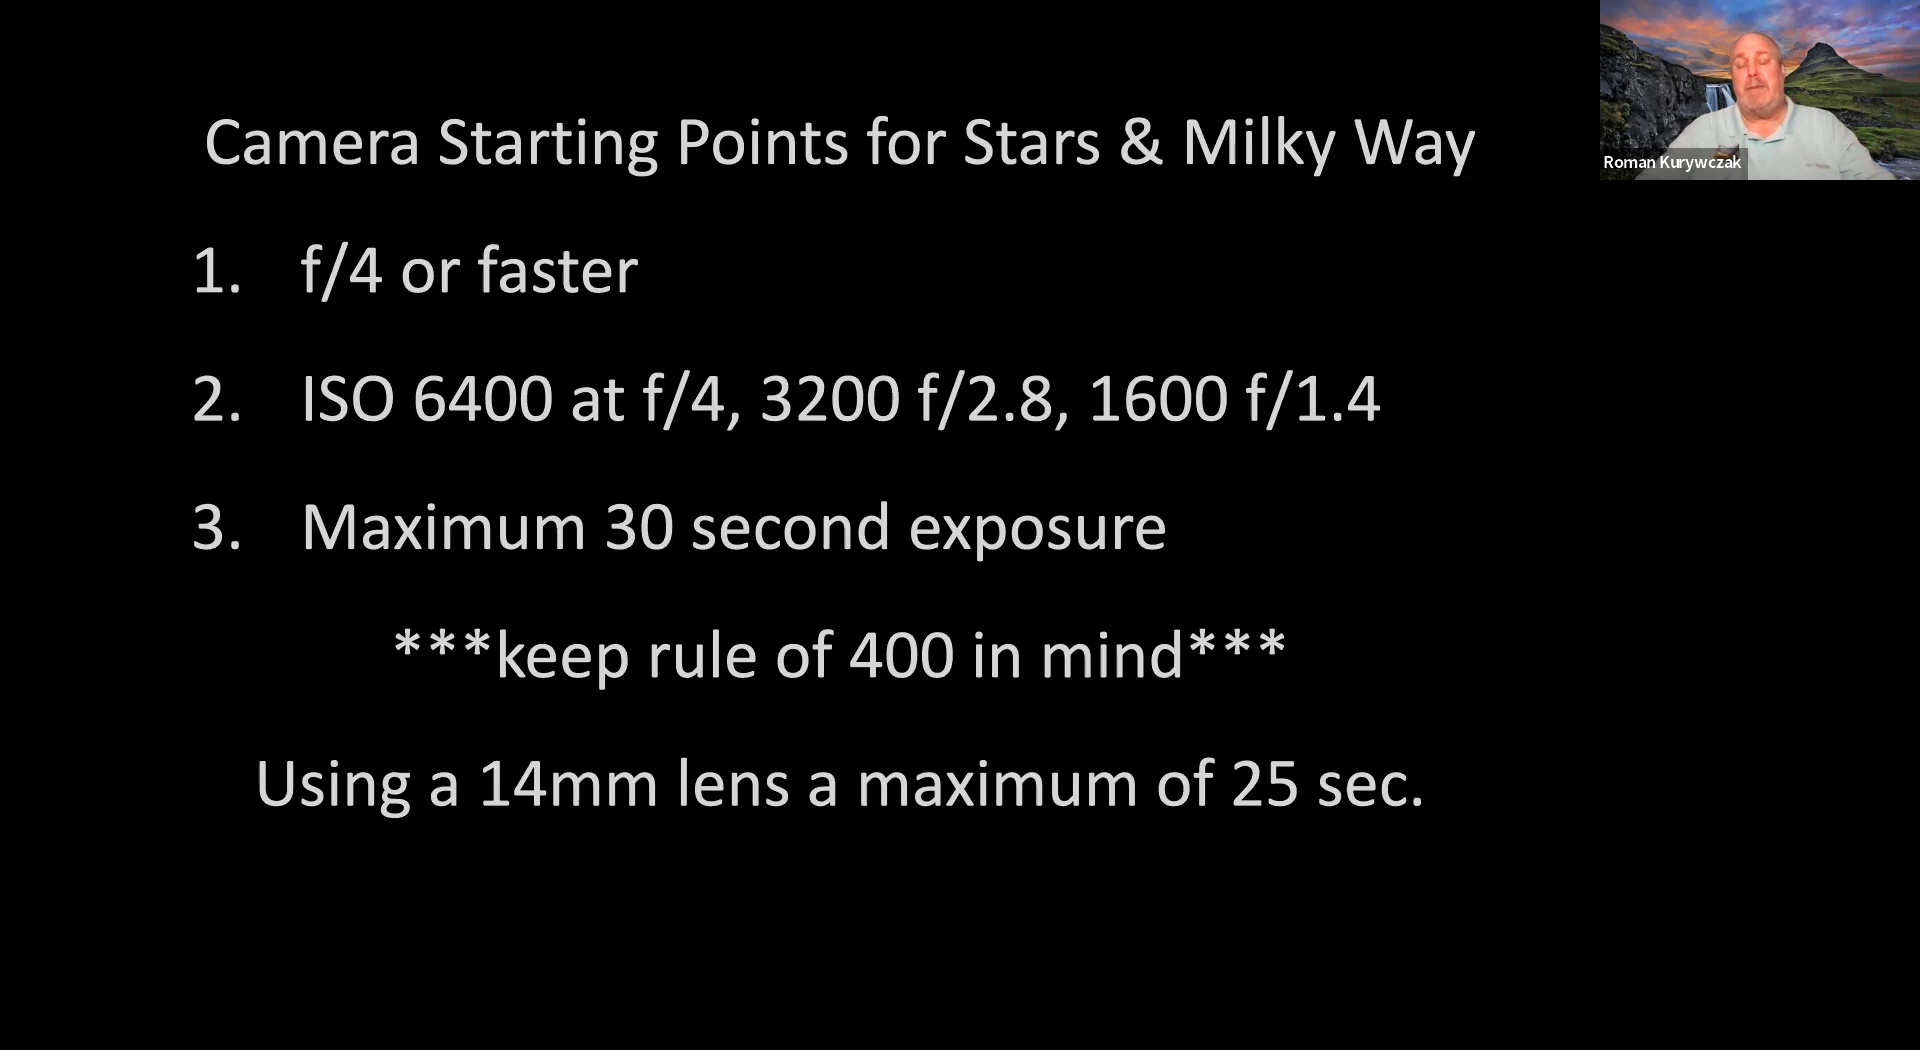 Camera Starting Points for Stars & Milky Way
1. f/4 or faster
2. ISO 6400 at f/4, 3200 f/2.8, 1600 f/1.4
3. Maximum 30 second exposure
***keep rule of 400 in mind***
Using a 14mm lens a maximum of 25 sec.
Roman Kurywczak